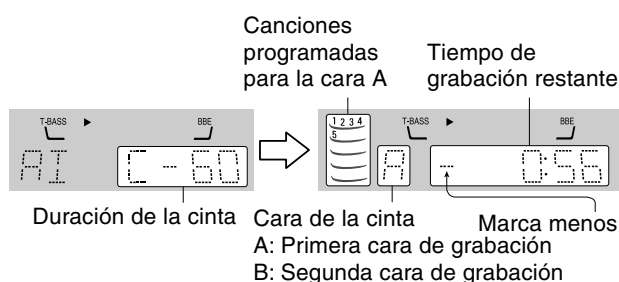 Canciones
programadas
para la cara A
Tiempo de
grabación restante
T-BASS ▶ BBE
AI C-60
1 2 3 4
5
T-BASS ▶ BBE
A - 0:56
Duración de la cinta
Cara de la cinta
A: Primera cara de grabación
B: Segunda cara de grabación
Marca menos